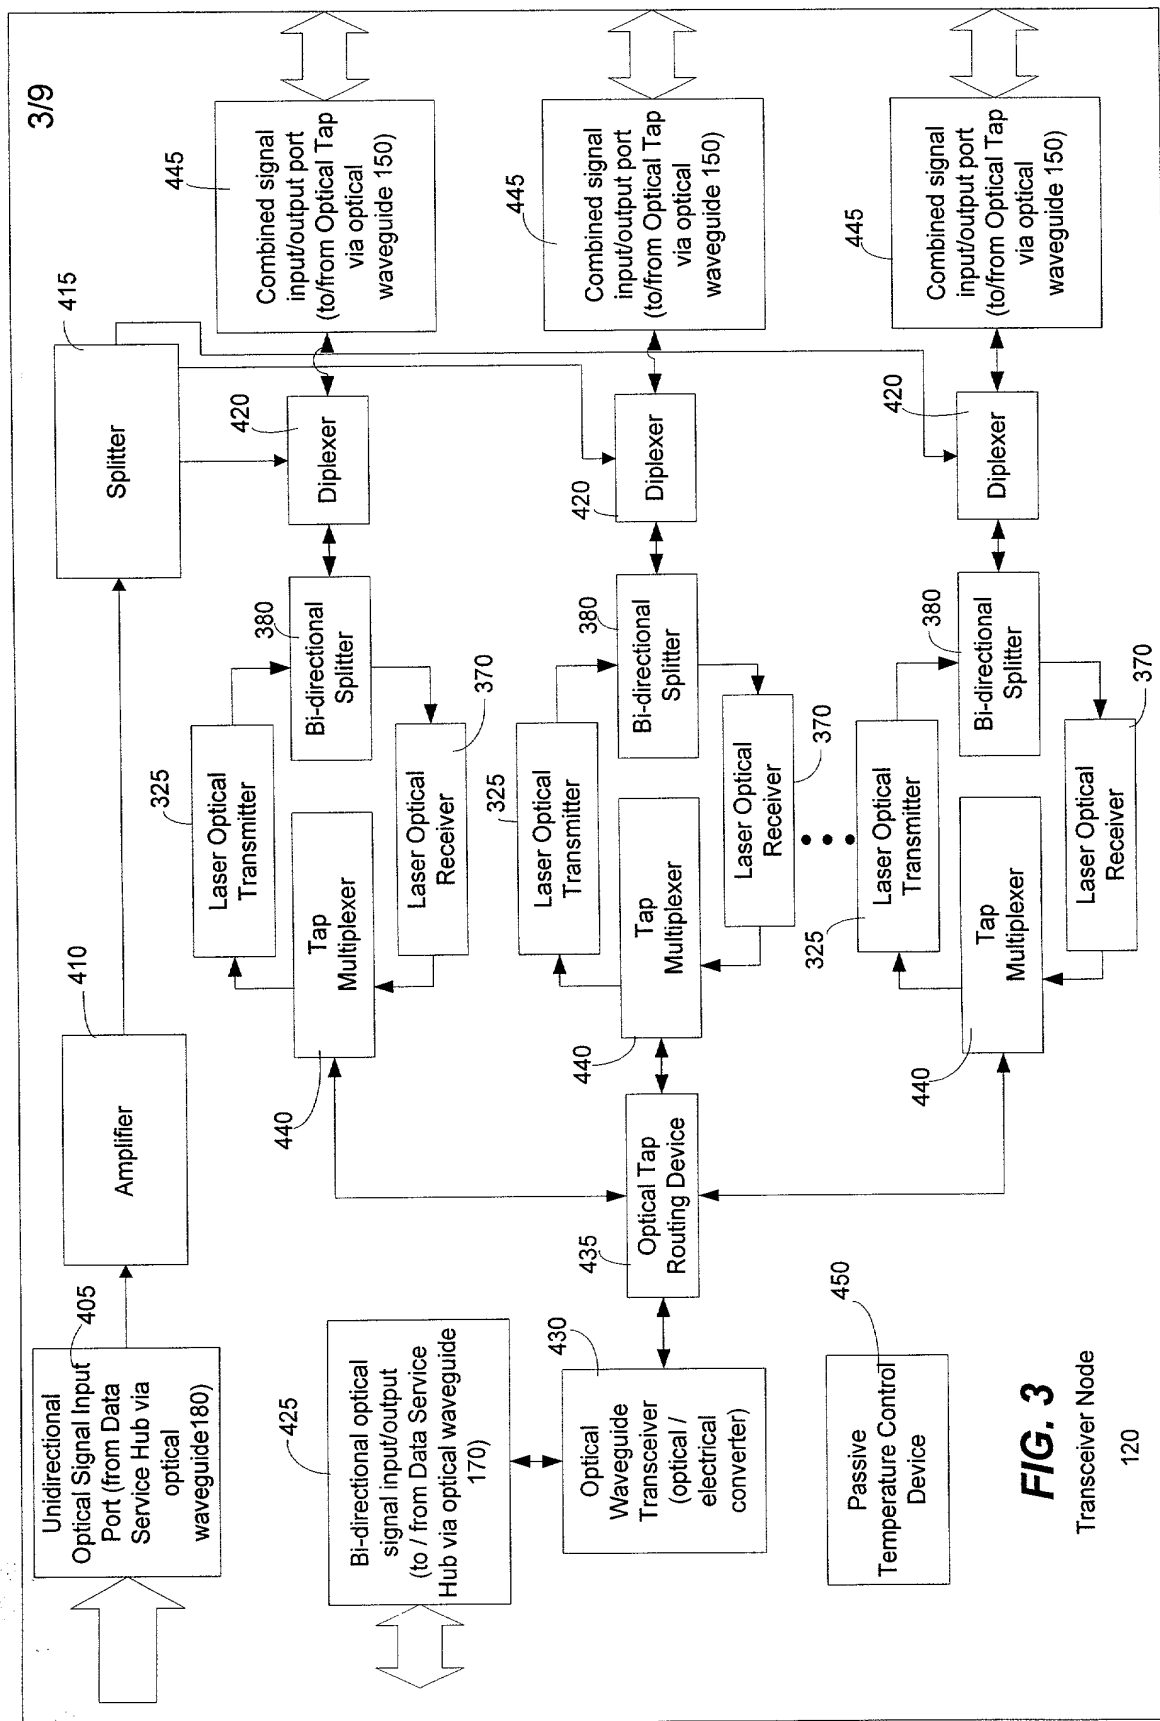 3/9
Unidirectional
Optical Signal Input
Port (from Data
Service Hub via
optical
waveguide180)
405
Amplifier
410
Splitter
415
Bi-directional optical
signal input/output
(to / from Data Service
Hub via optical waveguide
170)
425
Optical
Waveguide
Transceiver
(optical /
electrical
converter)
430
Optical Tap
Routing Device
435
Tap
Multiplexer
440
Laser Optical
Transmitter
325
Laser Optical
Receiver
370
Bi-directional
Splitter
380
Diplexer
420
Combined signal
input/output port
(to/from Optical Tap
via optical
waveguide 150)
445
Tap
Multiplexer
440
Laser Optical
Transmitter
325
Laser Optical
Receiver
370
Bi-directional
Splitter
380
Diplexer
420
Combined signal
input/output port
(to/from Optical Tap
via optical
waveguide 150)
445
Tap
Multiplexer
440
Laser Optical
Transmitter
325
Laser Optical
Receiver
370
Bi-directional
Splitter
380
Diplexer
420
Combined signal
input/output port
(to/from Optical Tap
via optical
waveguide 150)
445
Passive
Temperature Control
Device
450
FIG. 3
Transceiver Node
120